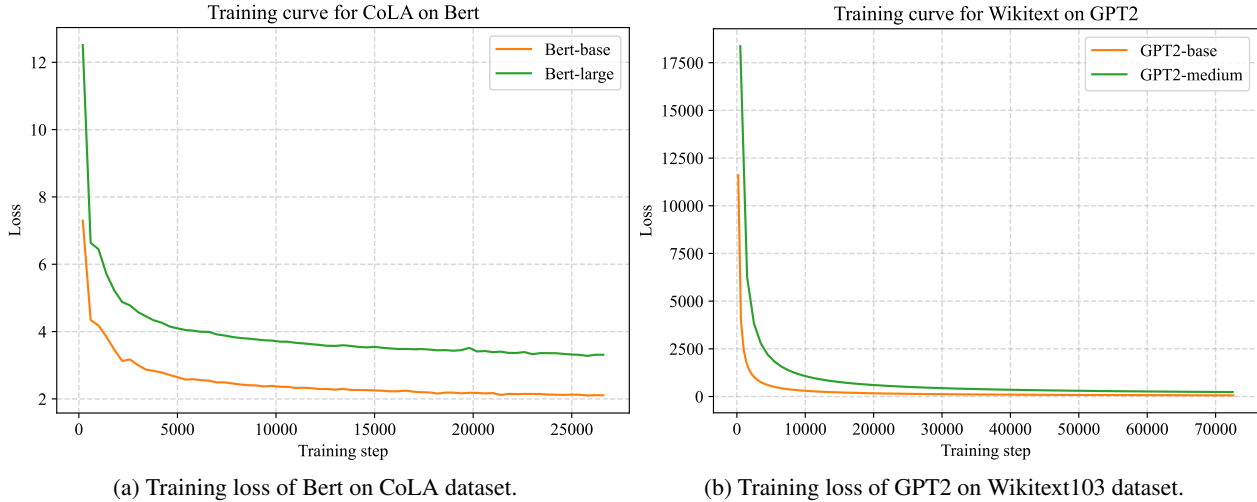 Training curve for CoLA on Bert
Bert-base
Bert-large
12
10
8
6
4
2
Loss
0
5000
10000
15000
20000
25000
Training step
(a) Training loss of Bert on CoLA dataset.
Training curve for Wikitext on GPT2
GPT2-base
GPT2-medium
17500
15000
12500
10000
7500
5000
2500
0
Loss
0
10000
20000
30000
40000
50000
60000
70000
Training step
(b) Training loss of GPT2 on Wikitext103 dataset.